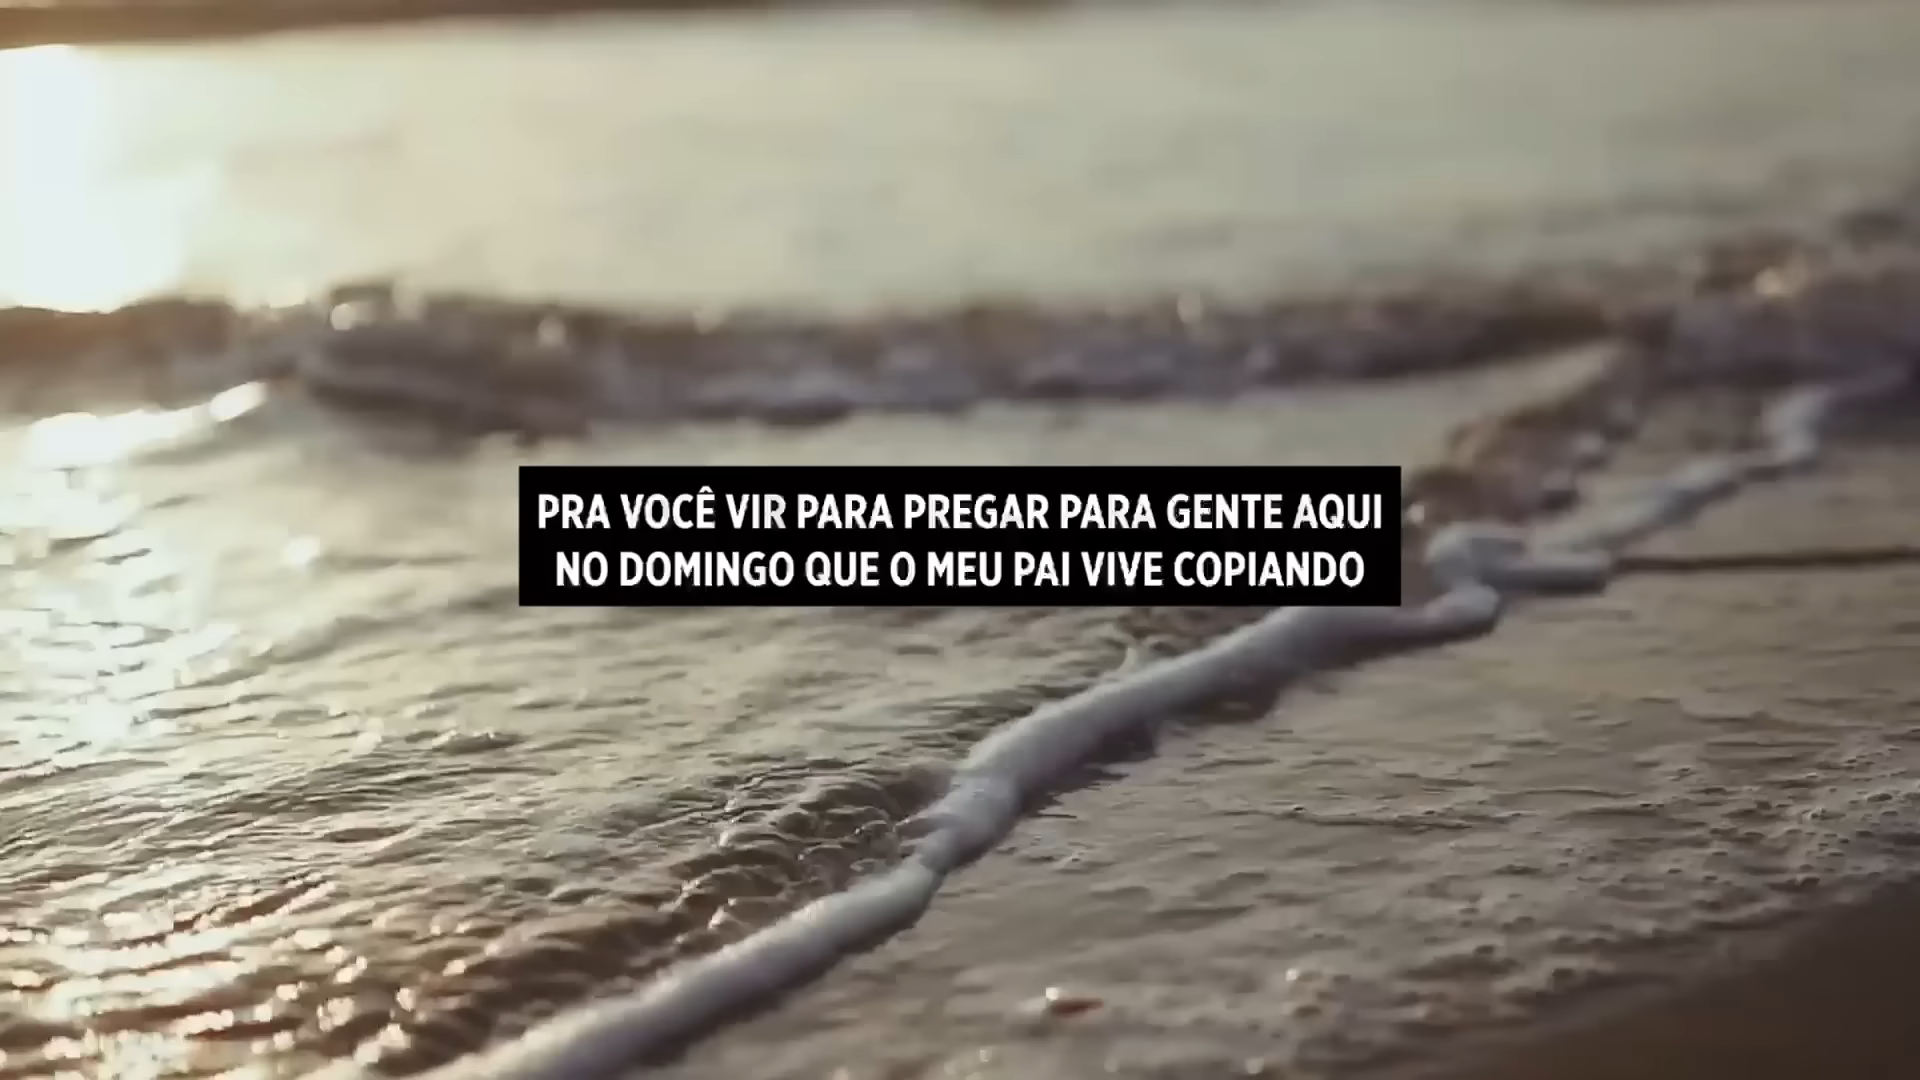 PRA VOCÊ VIR PARA PREGAR PARA GENTE AQUI
NO DOMINGO QUE O MEU PAI VIVE COPIANDO